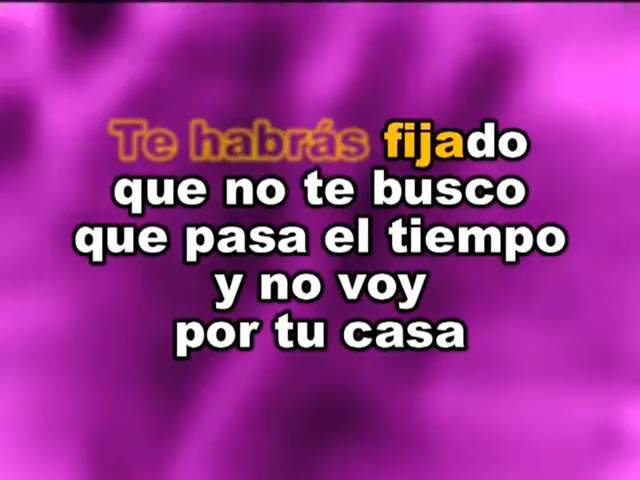 Te habrás fijado
que no te busco
que pasa el tiempo
y no voy
por tu casa